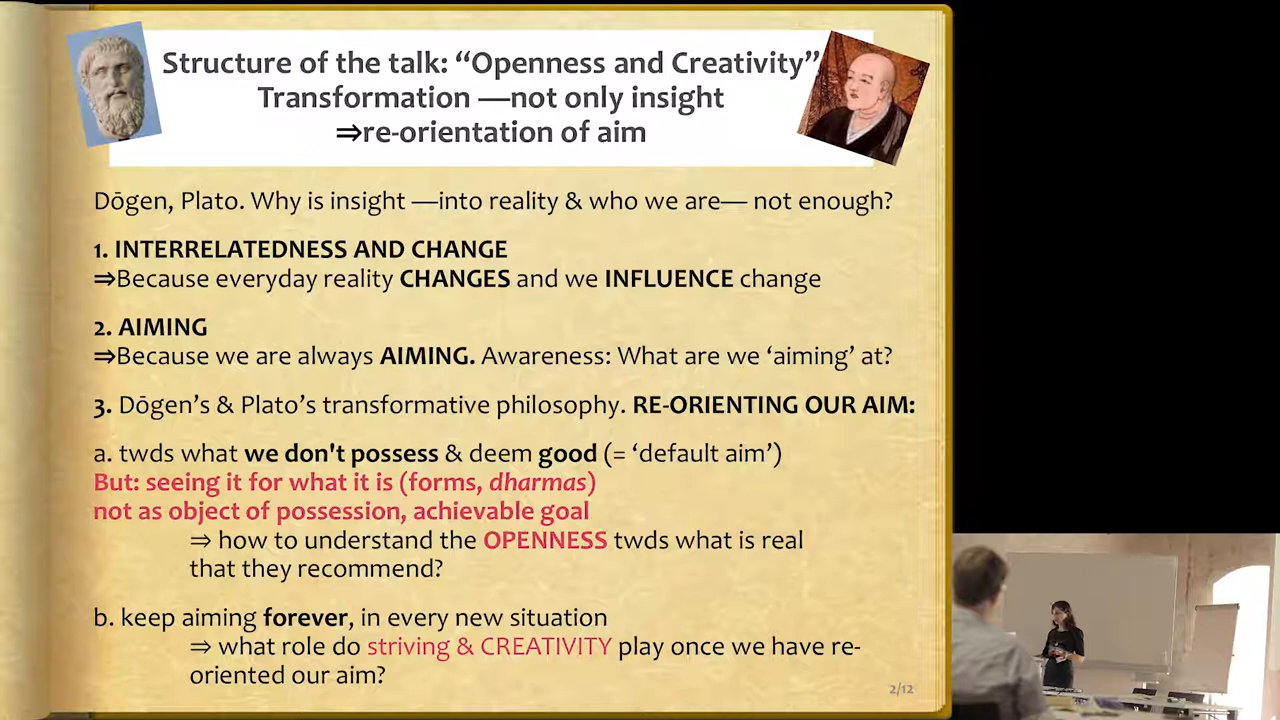 Structure of the talk: “Openness and Creativity”
Transformation —not only insight
⇒re-orientation of aim
Dōgen, Plato. Why is insight —into reality & who we are— not enough?
1. INTERRELATEDNESS AND CHANGE
⇒Because everyday reality CHANGES and we INFLUENCE change
2. AIMING
⇒Because we are always AIMING. Awareness: What are we ‘aiming’ at?
3. Dōgen’s & Plato’s transformative philosophy. RE-ORIENTING OUR AIM:
a. twds what we don't possess & deem good (= ‘default aim’)
But: seeing it for what it is (forms, dharmas)
not as object of possession, achievable goal
⇒ how to understand the OPENNESS twds what is real
that they recommend?
b. keep aiming forever, in every new situation
⇒ what role do striving & CREATIVITY play once we have re-
oriented our aim?
2/12